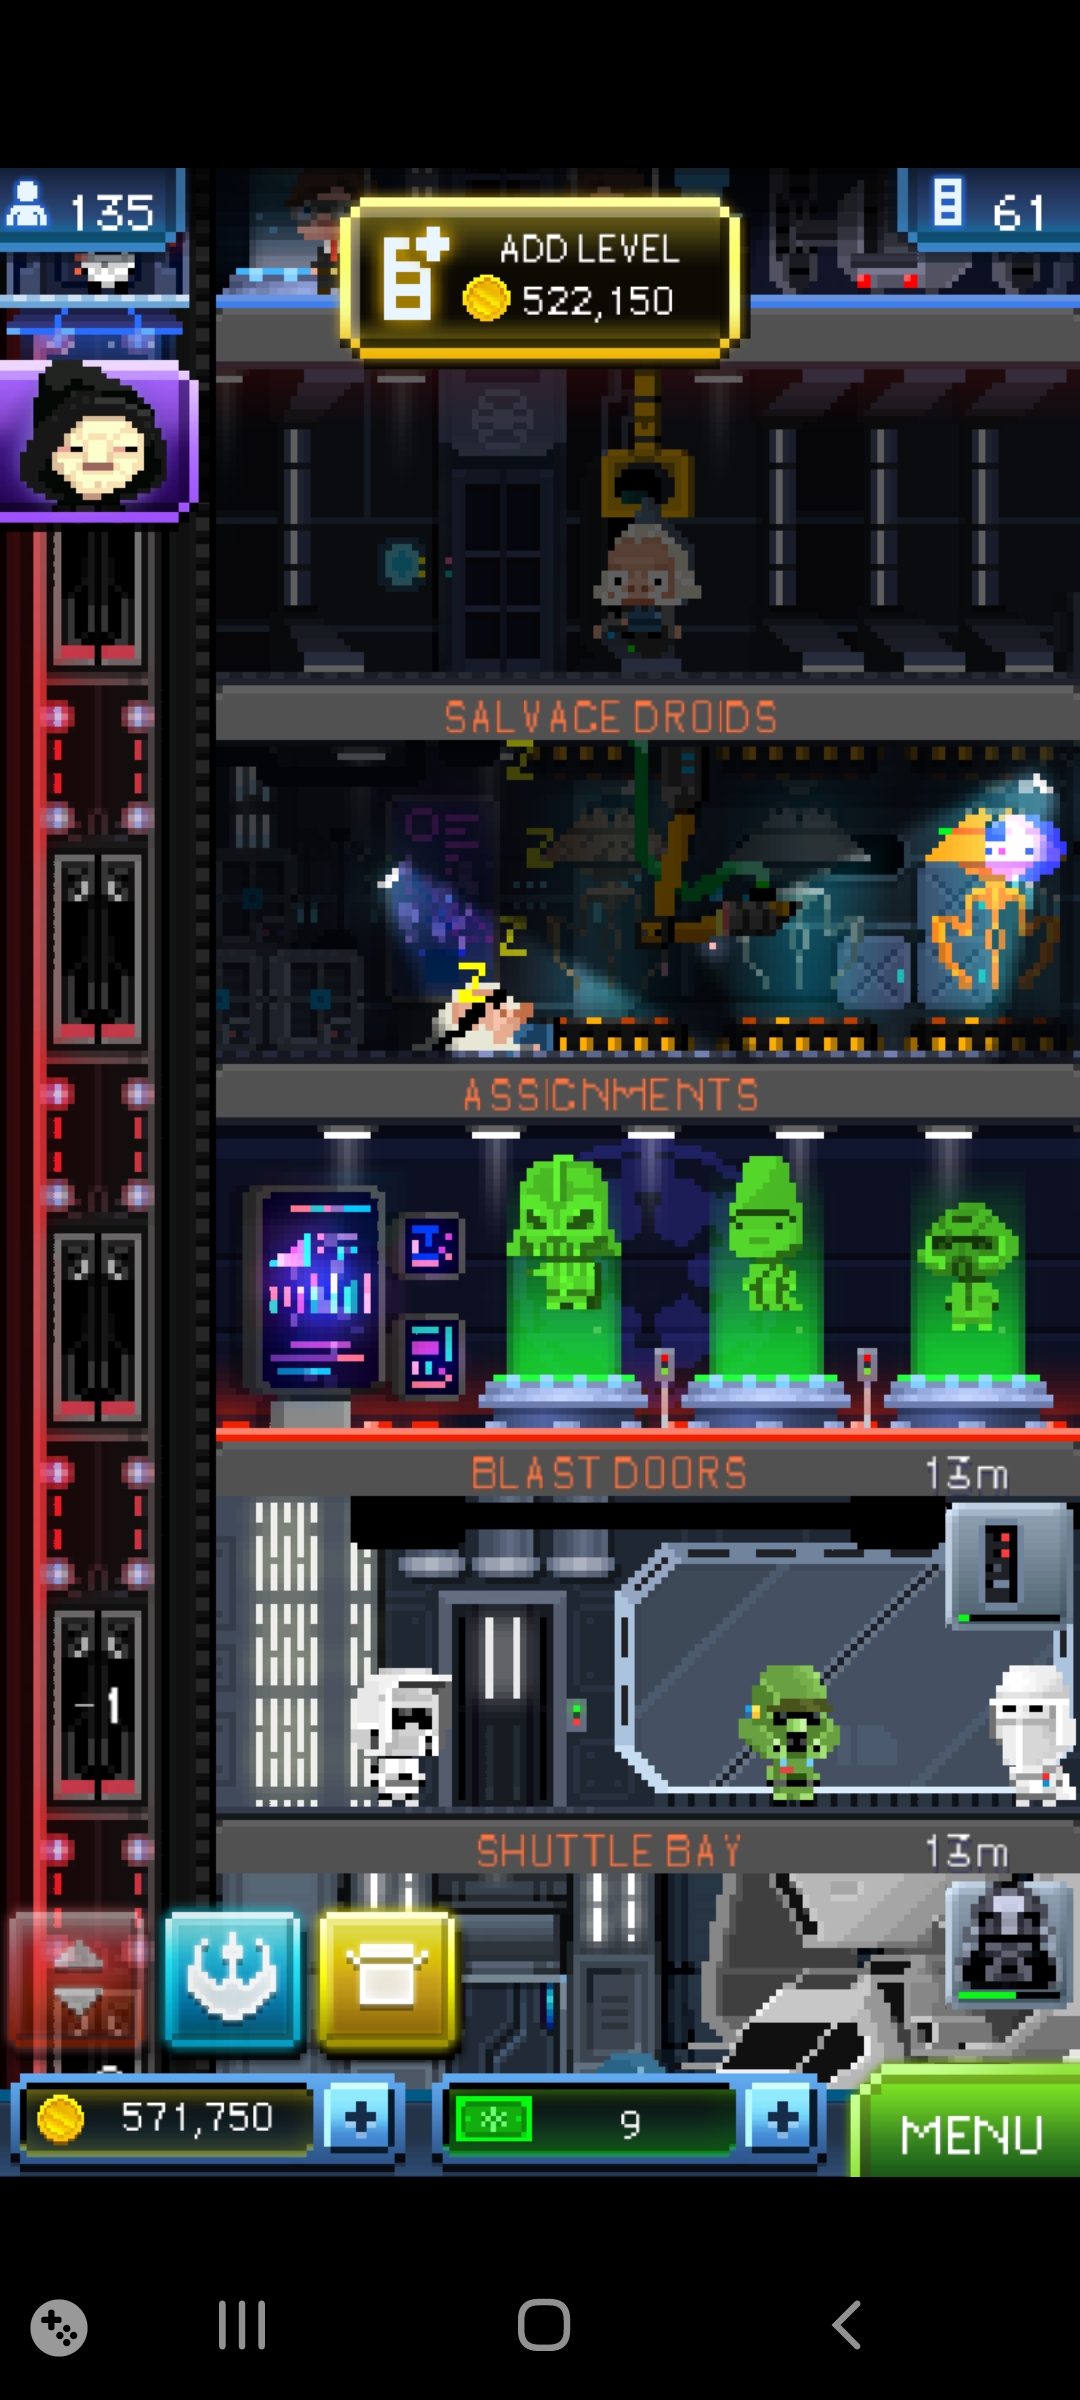 135
61
ADD LEVEL
522,150
SALVAGE DROIDS
Z
Z
Z
Z
ASSIGNMENTS
BLAST DOORS 13m
-1
SHUTTLE BAY 13m
571,750
9
MENU